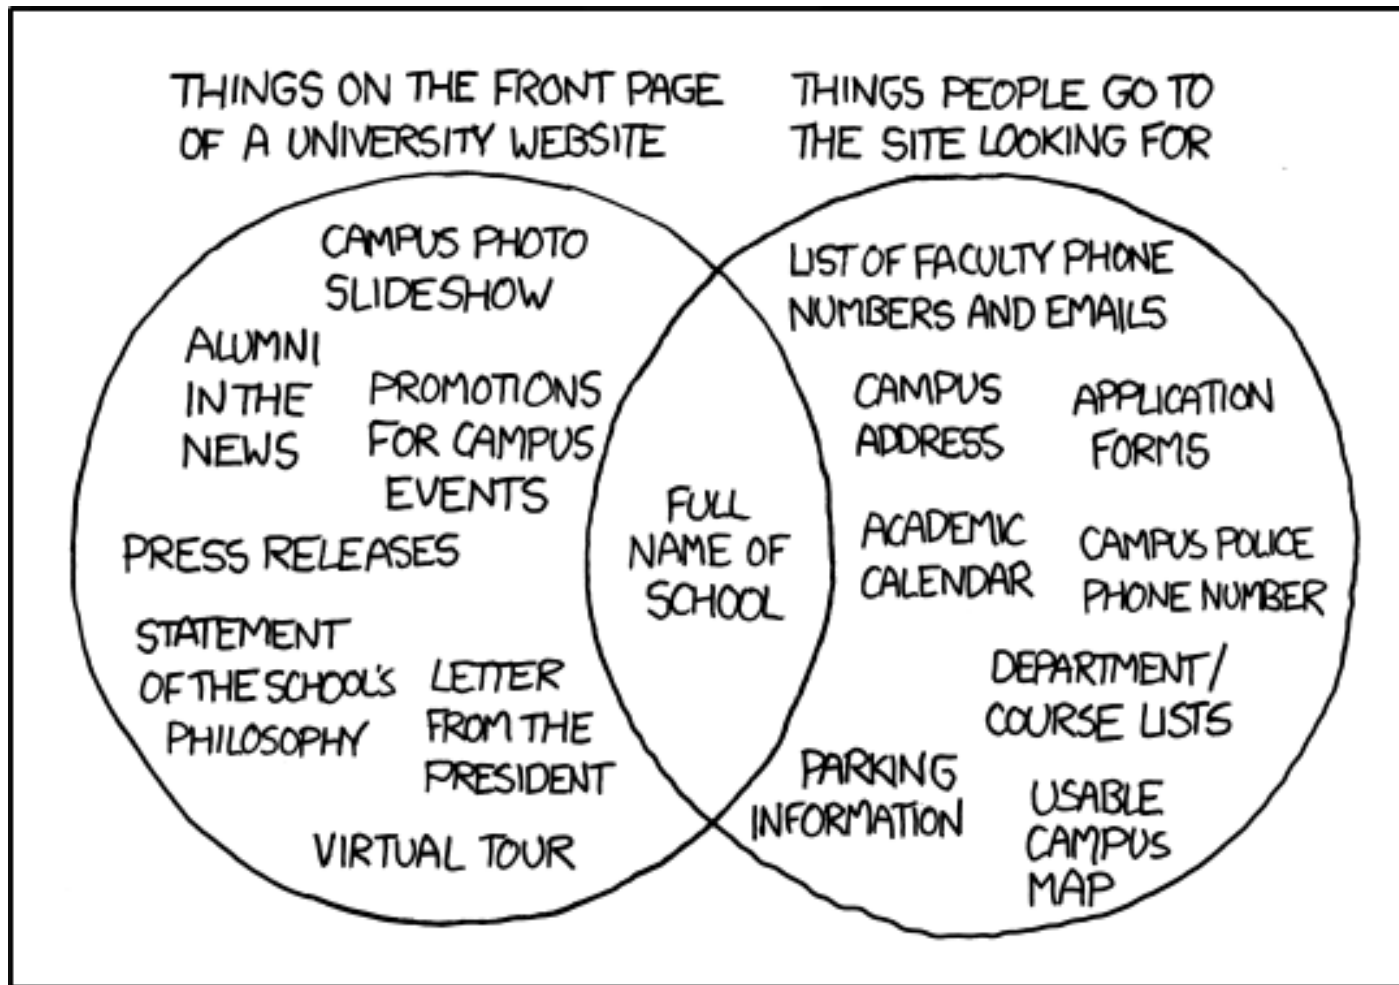 THINGS ON THE FRONT PAGE
OF A UNIVERSITY WEBSITE
THINGS PEOPLE GO TO
THE SITE LOOKING FOR
CAMPUS PHOTO
SLIDESHOW
ALUMNI
IN THE
NEWS
PROMOTIONS
FOR CAMPUS
EVENTS
PRESS RELEASES
STATEMENT
OF THE SCHOOL'S
PHILOSOPHY
LETTER
FROM THE
PRESIDENT
VIRTUAL TOUR
FULL
NAME OF
SCHOOL
LIST OF FACULTY PHONE
NUMBERS AND EMAILS
CAMPUS
ADDRESS
APPLICATION
FORMS
ACADEMIC
CALENDAR
CAMPUS POLICE
PHONE NUMBER
DEPARTMENT/
COURSE LISTS
PARKING
INFORMATION
USABLE
CAMPUS
MAP